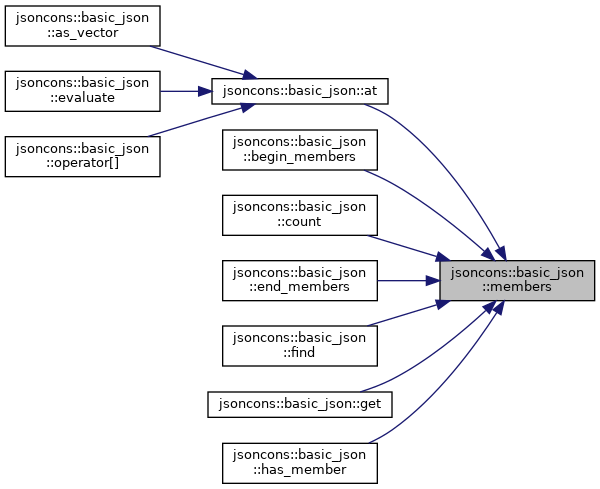 jsoncons::basic_json
::as_vector
jsoncons::basic_json
::evaluate
jsoncons::basic_json
::operator[]
jsoncons::basic_json::at
jsoncons::basic_json
::begin_members
jsoncons::basic_json
::count
jsoncons::basic_json
::end_members
jsoncons::basic_json
::find
jsoncons::basic_json::get
jsoncons::basic_json
::has_member
jsoncons::basic_json
::members